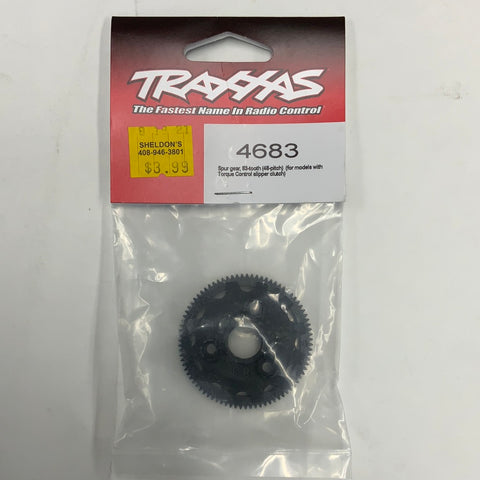 TRAXXAS
The Fastest Name In Radio Control
SHELDON'S
408-946-3801
$3.99
4683
Spur gear, 83-tooth (48-pitch) (for models with
Torque Control slipper clutch)